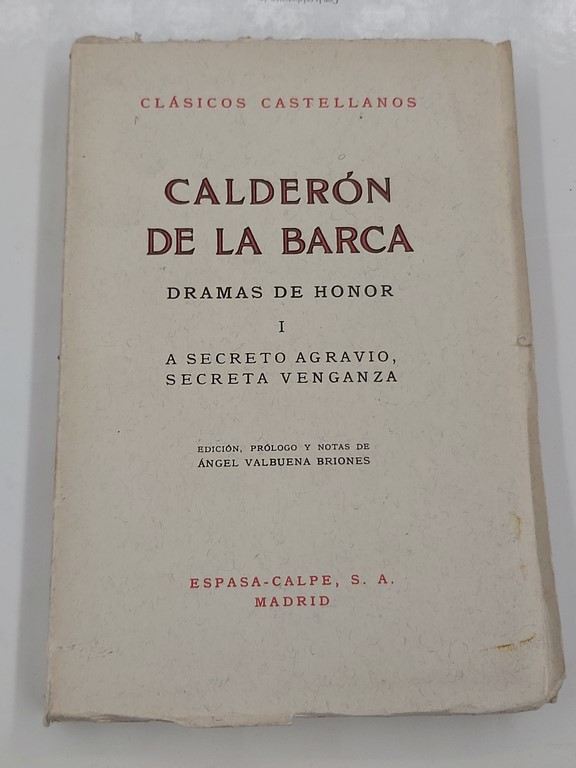 CLÁSICOS CASTELLANOS
CALDERÓN
DE LA BARCA
DRAMAS DE HONOR
I
A SECRETO AGRAVIO,
SECRETA VENGANZA
EDICIÓN, PRÓLOGO Y NOTAS DE
ÁNGEL VALBUENA BRIONES
ESPASA-CALPE, S. A.
MADRID